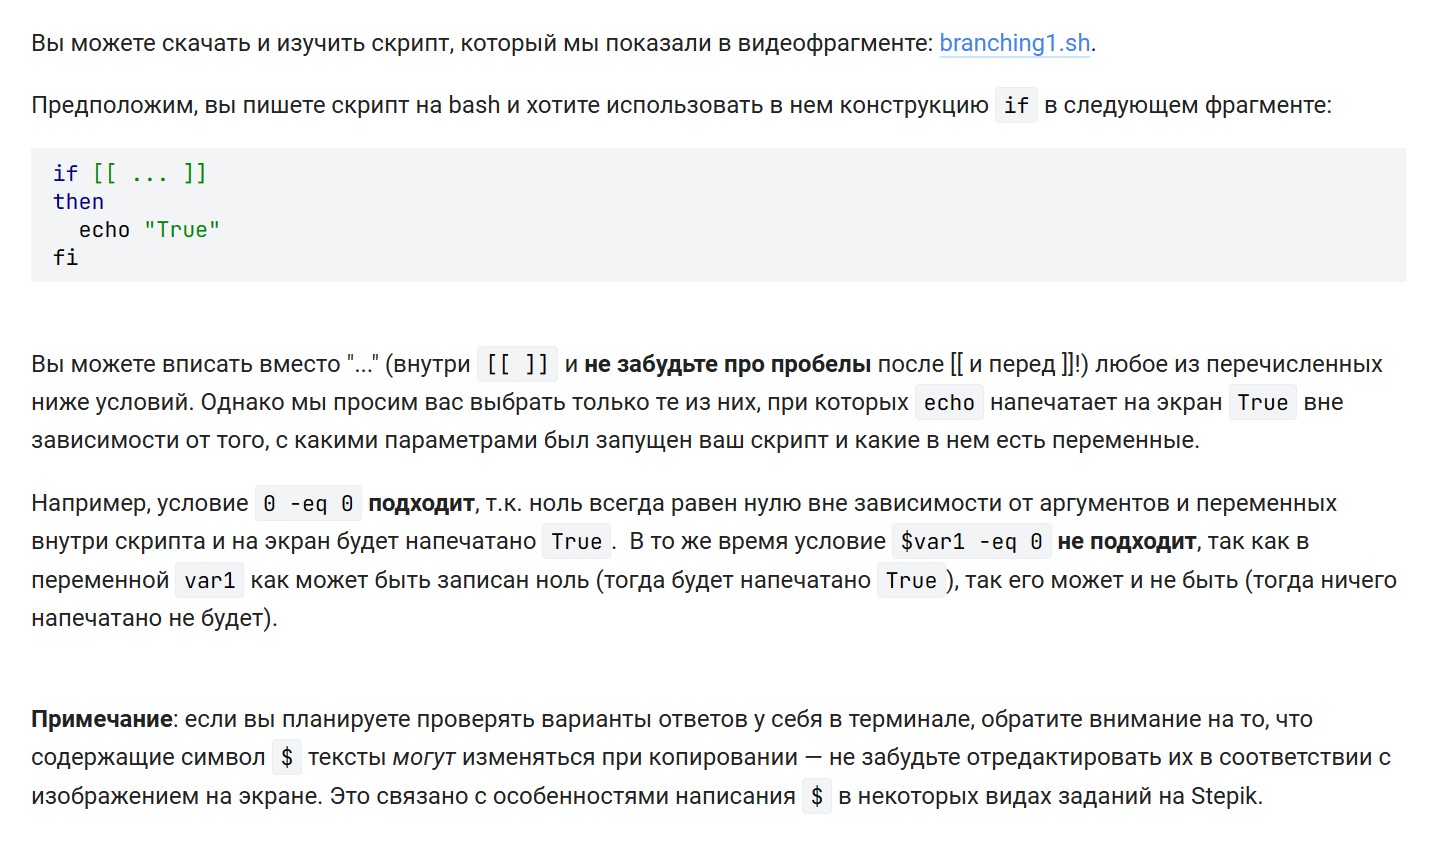 Вы можете скачать и изучить скрипт, который мы показали в видеофрагменте: branching1.sh.
Предположим, вы пишете скрипт на bash и хотите использовать в нем конструкцию if в следующем фрагменте:
if [[ ... ]]
then
  echo "True"
fi
Вы можете вписать вместо "..." (внутри [[ ]] и не забудьте про пробелы после [[ и перед ]]!) любое из перечисленных
ниже условий. Однако мы просим вас выбрать только те из них, при которых echo напечатает на экран True вне
зависимости от того, с какими параметрами был запущен ваш скрипт и какие в нем есть переменные.
Например, условие 0 -eq 0 подходит, т.к. ноль всегда равен нулю вне зависимости от аргументов и переменных
внутри скрипта и на экран будет напечатано True. В то же время условие $var1 -eq 0 не подходит, так как в
переменной var1 как может быть записан ноль (тогда будет напечатано True), так его может и не быть (тогда ничего
напечатано не будет).
Примечание: если вы планируете проверять варианты ответов у себя в терминале, обратите внимание на то, что
содержащие символ $ тексты могут изменяться при копировании — не забудьте отредактировать их в соответствии с
изображением на экране. Это связано с особенностями написания $ в некоторых видах заданий на Stepik.